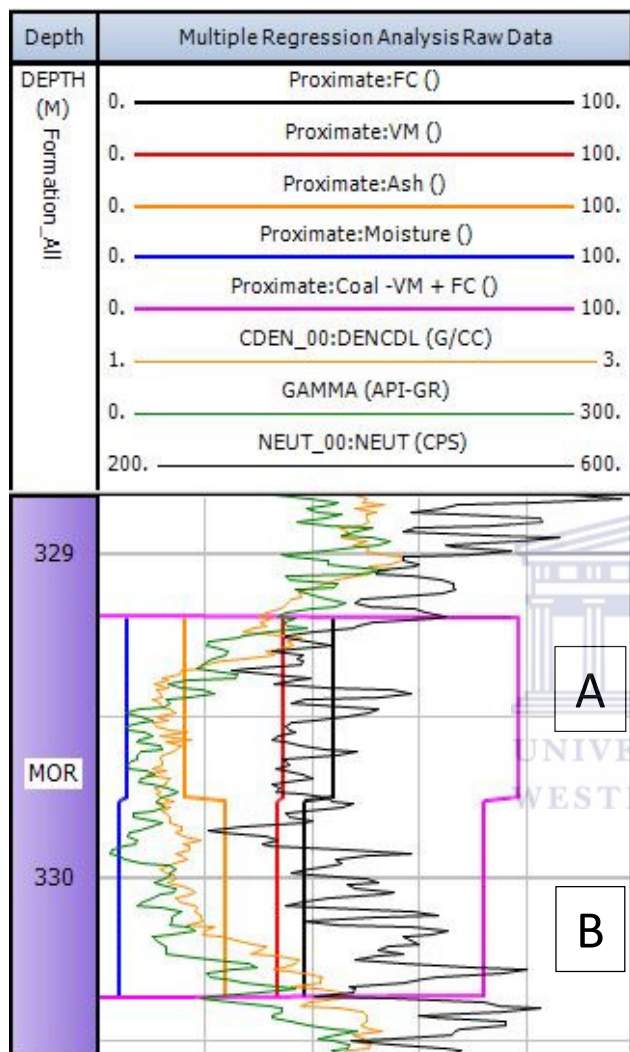 Depth
Multiple Regression Analysis Raw Data
DEPTH
(M)
Formation_All
Proximate:FC ()
0. 100.
Proximate:VM ()
0. 100.
Proximate:Ash ()
0. 100.
Proximate:Moisture ()
0. 100.
Proximate:Coal -VM + FC ()
0. 100.
CDEN_00:DENCDL (G/CC)
1. 3.
GAMMA (API-GR)
0. 300.
NEUT_00:NEUT (CPS)
200. 600.
329
A
UNIVE
MOR
WEST
330
B